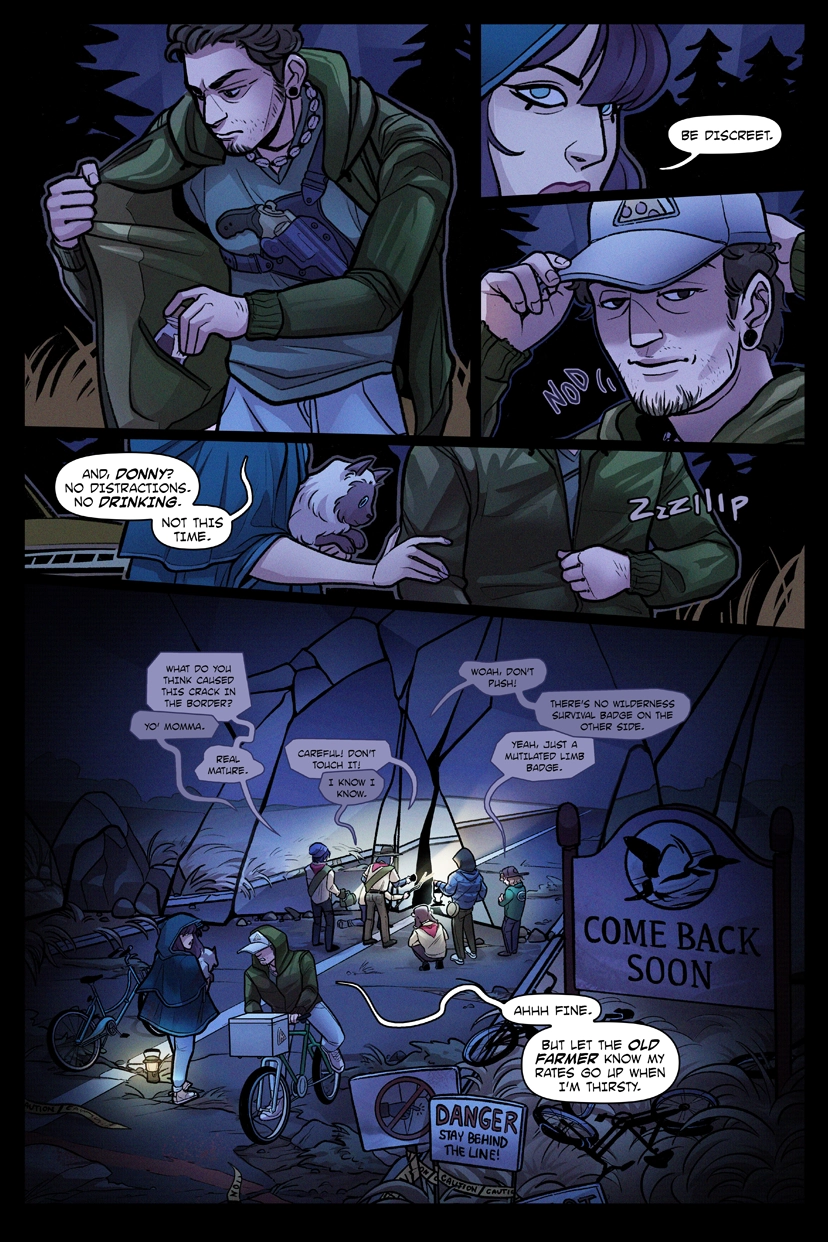 BE DISCREET.
NOD
AND, DONNY?
NO DISTRACTIONS.
NO DRINKING.
NOT THIS
TIME.
ZZZIIIP
WHAT DO YOU
THINK CAUSED
THIS CRACK IN
THE BORDER?
YO' MOMMA.
REAL
MATURE.
CAREFUL! DON'T
TOUCH IT!
I KNOW I
KNOW.
WOAH, DON'T
PUSH!
THERE'S NO WILDERNESS
SURVIVAL BADGE ON THE
OTHER SIDE.
YEAH, JUST A
MUTILATED LIMB
BADGE.
COME BACK
SOON
AHHH FINE.
BUT LET THE OLD
FARMER KNOW MY
RATES GO UP WHEN
I'M THIRSTY.
DANGER
STAY BEHIND
THE LINE!
CAUTION / CAUTION
CAUTION